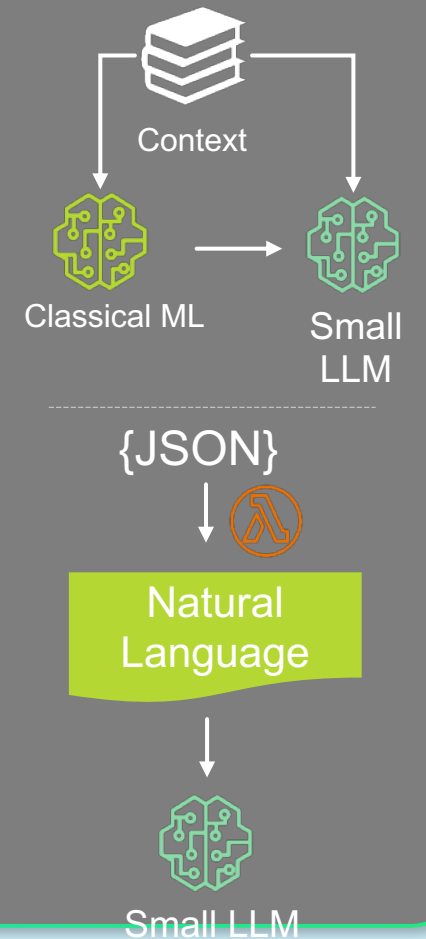 Context
Classical ML
Small
LLM
{JSON}
Natural
Language
Small LLM